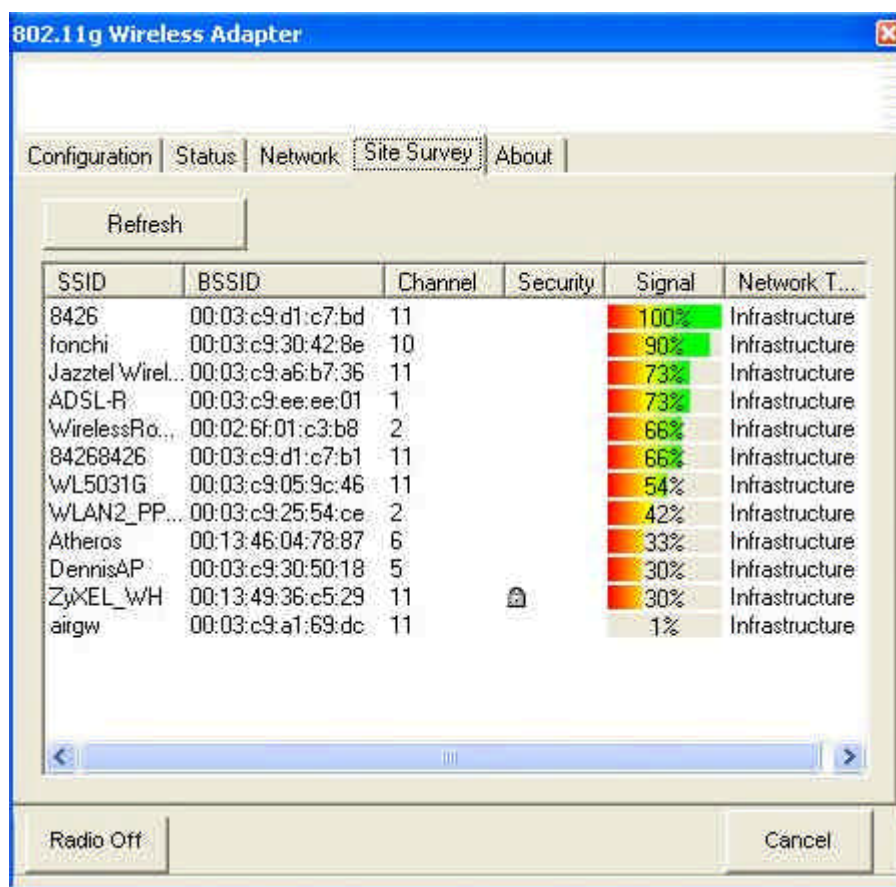 802.11g Wireless Adapter
Configuration Status Network Site Survey About
Refresh
SSID BSSID Channel Security Signal Network T...
8426 00:03:c9:d1:c7:bd 11 100% Infrastructure
fonchi 00:03:c9:30:42:8e 10 90% Infrastructure
Jazztel Wirel... 00:03:c9:a6:b7:36 11 73% Infrastructure
ADSL-R 00:03:c9:ee:ee:01 1 73% Infrastructure
WirelessRo... 00:02:6f:01:c3:b8 2 66% Infrastructure
84268426 00:03:c9:d1:c7:b1 11 66% Infrastructure
WL5031G 00:03:c9:05:9c:46 11 54% Infrastructure
WLAN2_PP... 00:03:c9:25:54:ce 2 42% Infrastructure
Atheros 00:13:46:04:78:87 6 33% Infrastructure
DennisAP 00:03:c9:30:50:18 5 30% Infrastructure
ZyXEL_WH 00:13:49:36:c5:29 11 30% Infrastructure
airgw 00:03:c9:a1:69:dc 11 1% Infrastructure
Radio Off Cancel